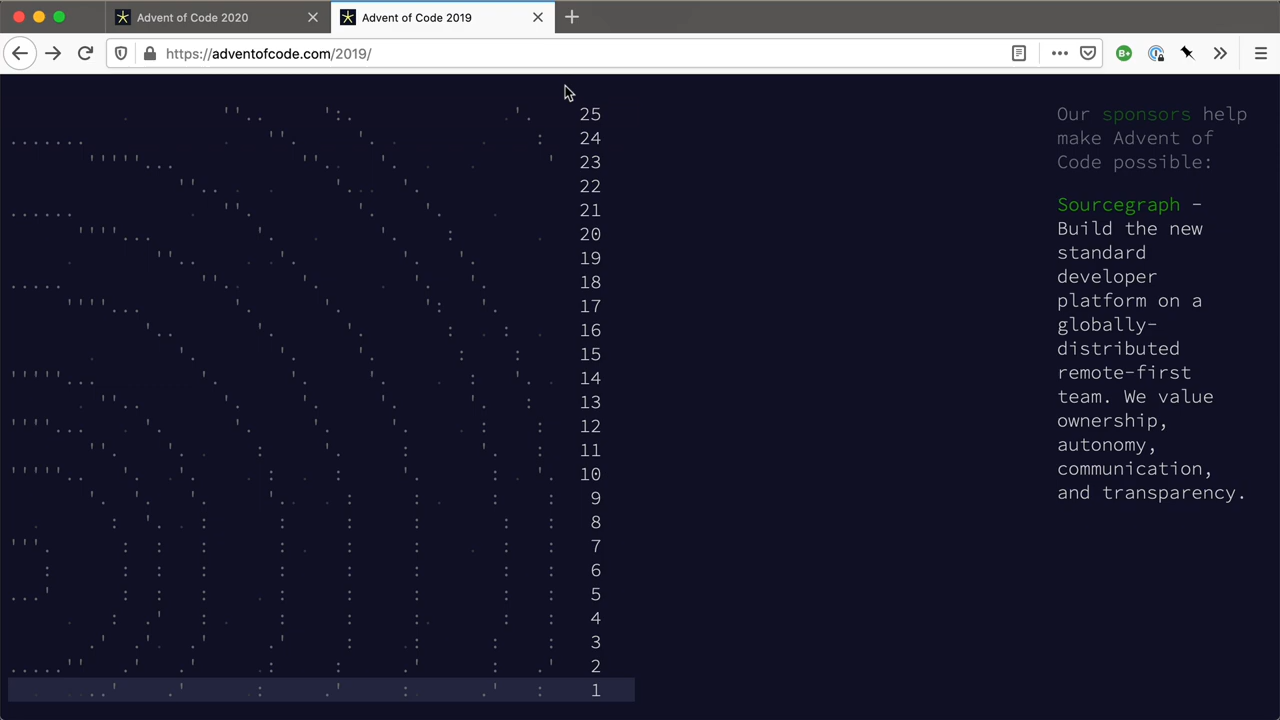 Advent of Code 2020
Advent of Code 2019
https://adventofcode.com/2019/
B+
25
24
23
22
21
20
19
18
17
16
15
14
13
12
11
10
9
8
7
6
5
4
3
2
1
Our sponsors help
make Advent of
Code possible:
Sourcegraph -
Build the new
standard
developer
platform on a
globally-
distributed
remote-first
team. We value
ownership,
autonomy,
communication,
and transparency.